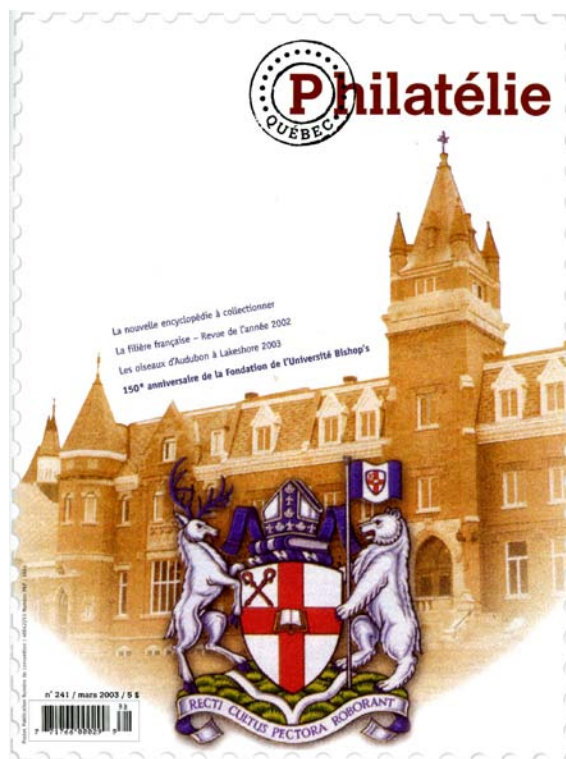 Philatélie
QUÉBEC
La nouvelle encyclopédie à collectionner
La filière française – Revue de l'année 2002
Les oiseaux d'Audubon à Lakeshore 2003
150e anniversaire de la Fondation de l'Université Bishop's
RECTI CULTUS PECTORA ROBORANT
n° 241 / mars 2003 / 5 $